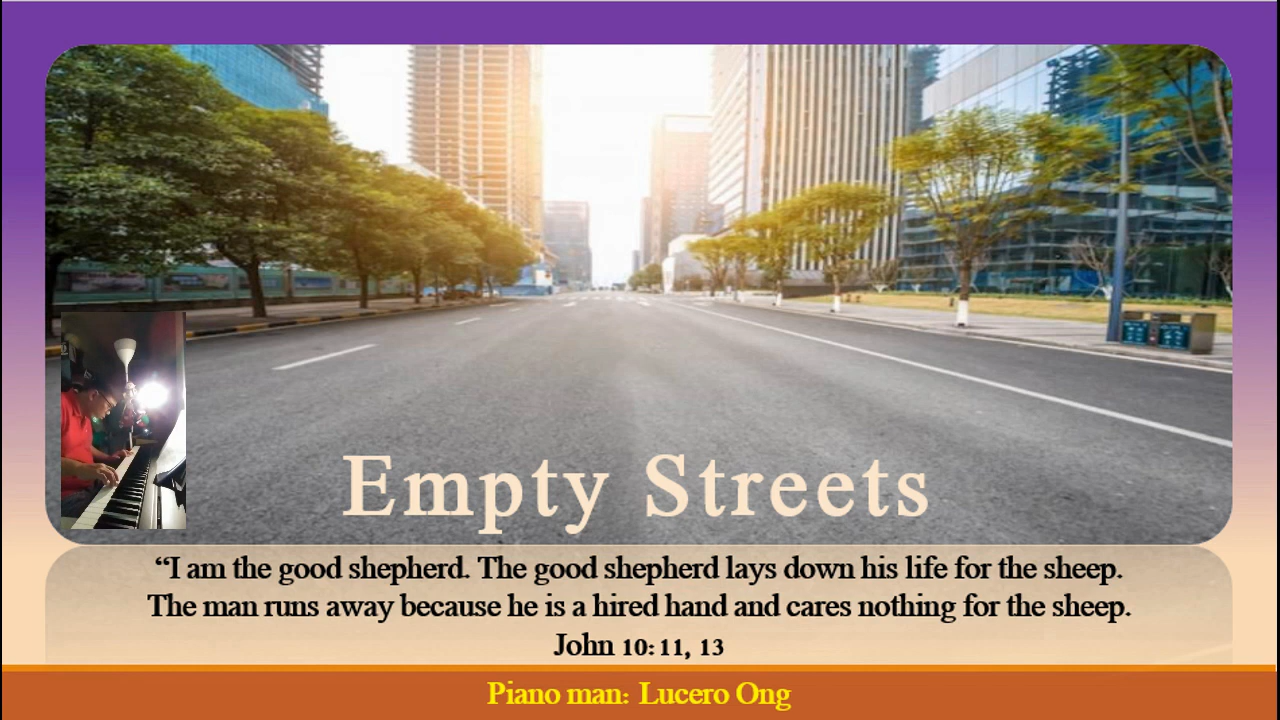 Empty Streets
“I am the good shepherd. The good shepherd lays down his life for the sheep.
The man runs away because he is a hired hand and cares nothing for the sheep.
John 10:11, 13
Piano man: Lucero Ong